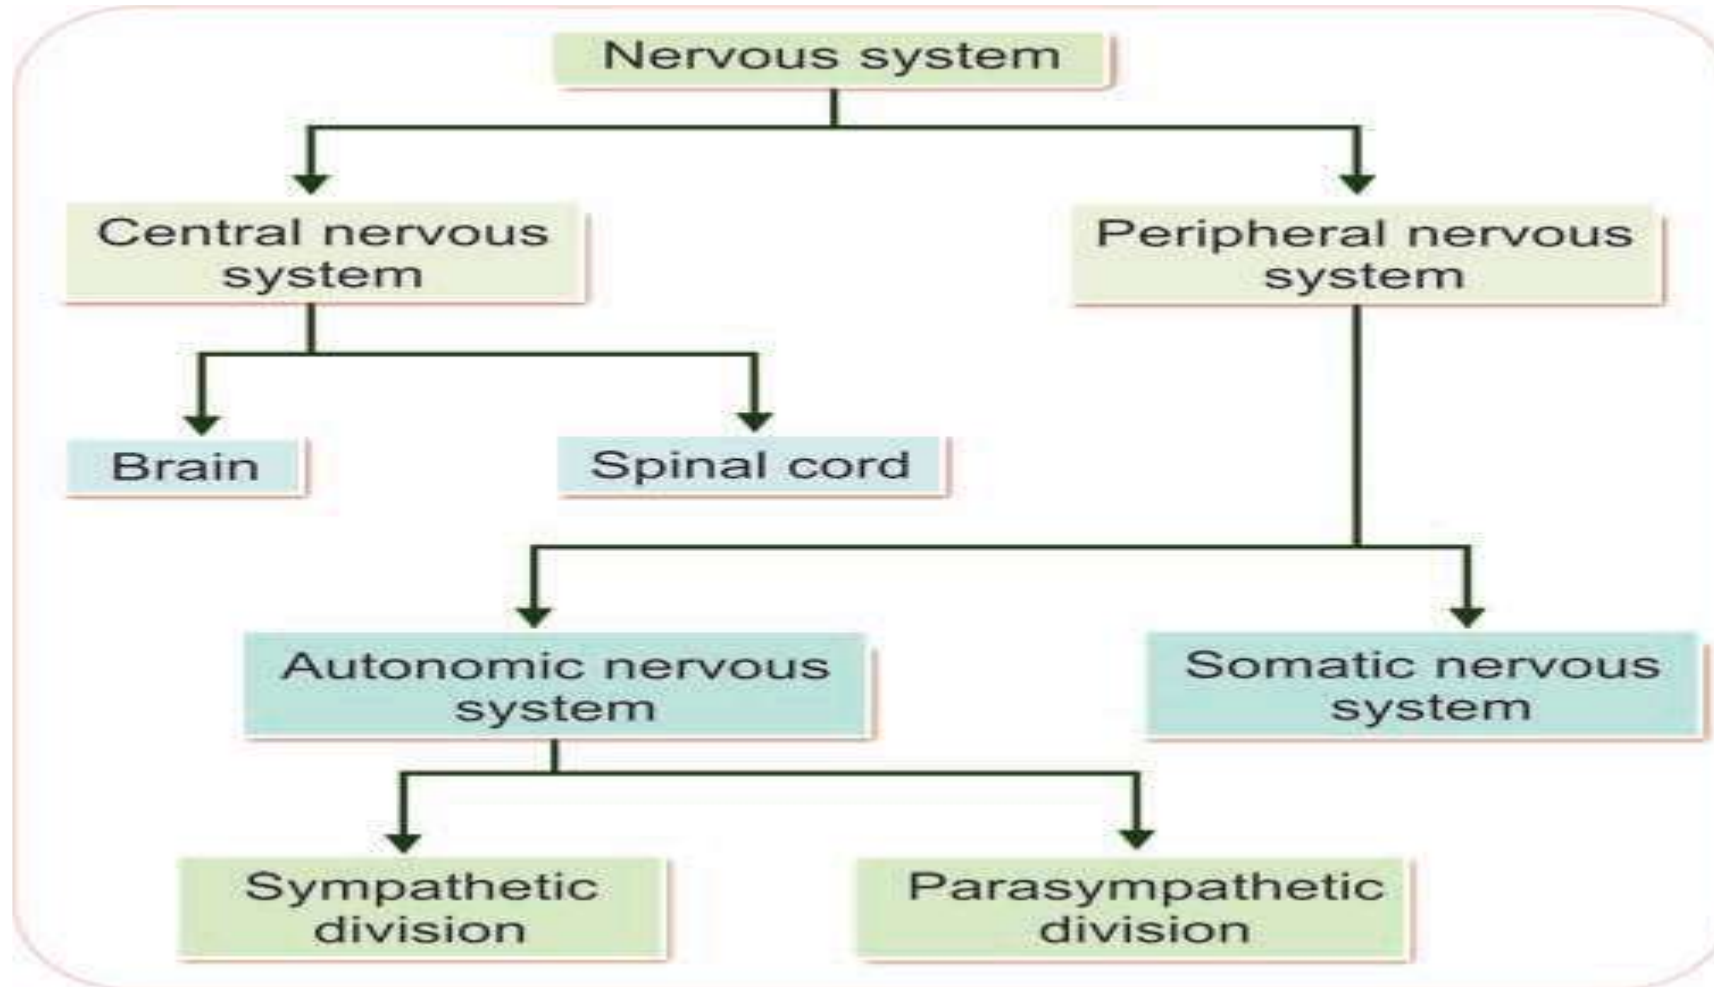 Nervous system
Central nervous
system
Peripheral nervous
system
Brain
Spinal cord
Autonomic nervous
system
Somatic nervous
system
Sympathetic
division
Parasympathetic
division